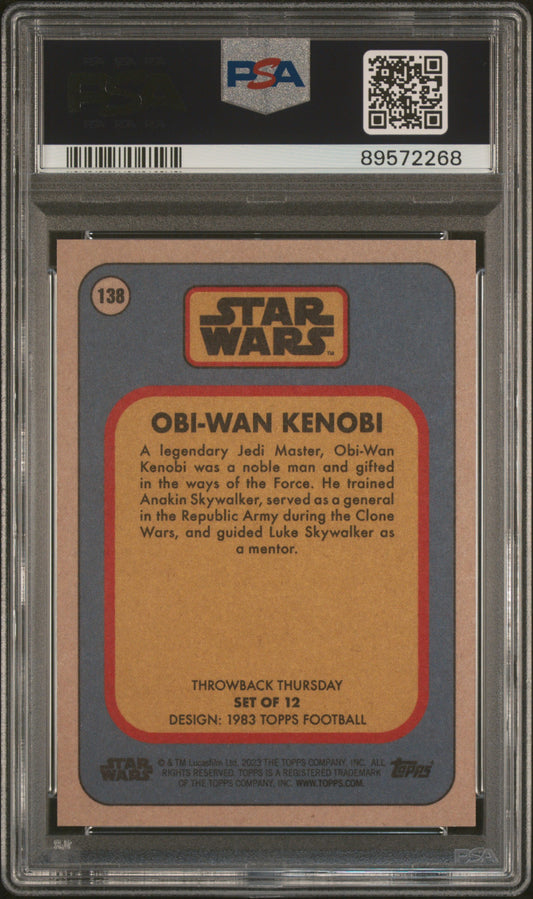 PSA
89572268
138
STAR
WARS
TM
OBI-WAN KENOBI
A legendary Jedi Master, Obi-Wan
Kenobi was a noble man and gifted
in the ways of the Force. He trained
Anakin Skywalker, served as a general
in the Republic Army during the Clone
Wars, and guided Luke Skywalker as
a mentor.
THROWBACK THURSDAY
SET OF 12
DESIGN: 1983 TOPPS FOOTBALL
STAR
WARS
© & TM Lucasfilm Ltd. 2023 THE TOPPS COMPANY, INC. ALL
RIGHTS RESERVED. TOPPS IS A REGISTERED TRADEMARK
OF THE TOPPS COMPANY, INC. WWW.TOPPS.COM.
Topps
PSA